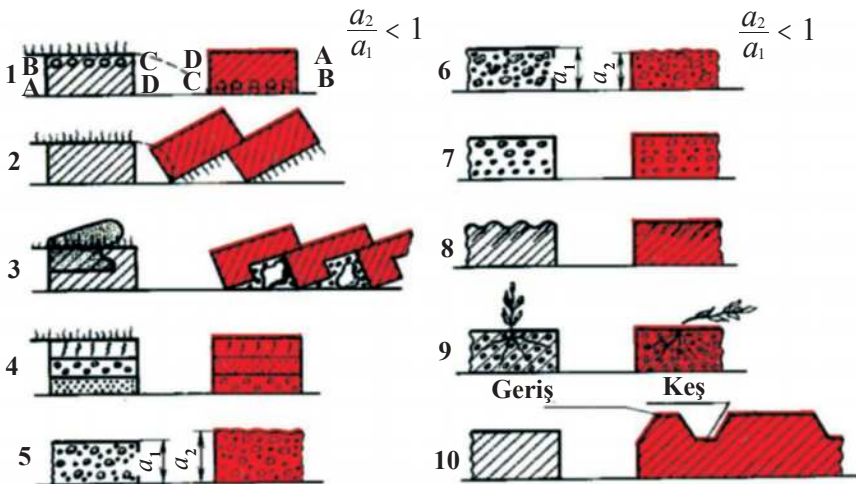 a₂/a₁ < 1
1
B C D A
A D C B
2
3
4
5 a₁ a₂
a₂/a₁ < 1
6 a₁ a₂
7
8
9
Geriş Keş
10